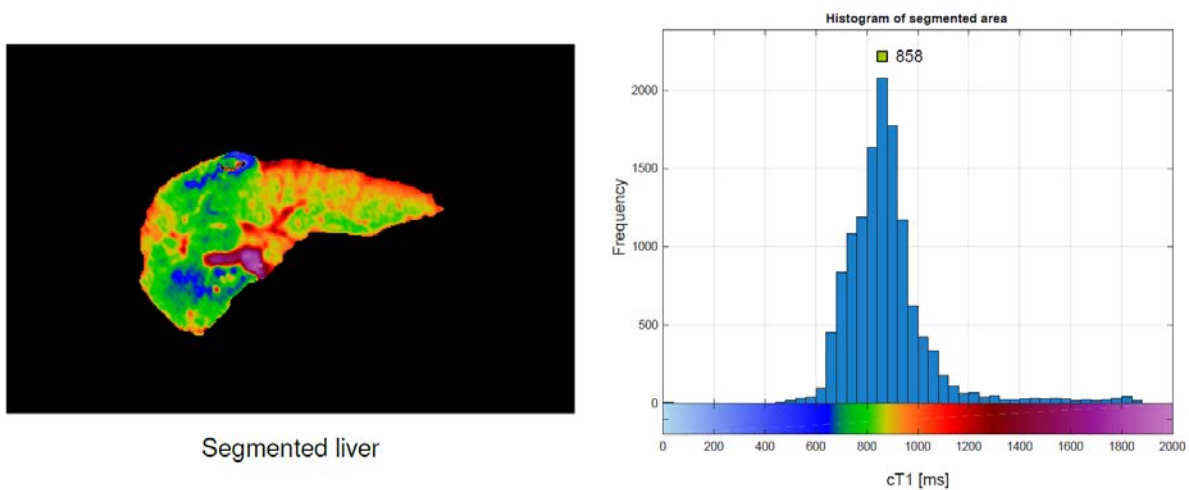 Histogram of segmented area
858
Frequency
2000
1500
1000
500
0
0 200 400 600 800 1000 1200 1400 1600 1800 2000
cT1 [ms]
Segmented liver